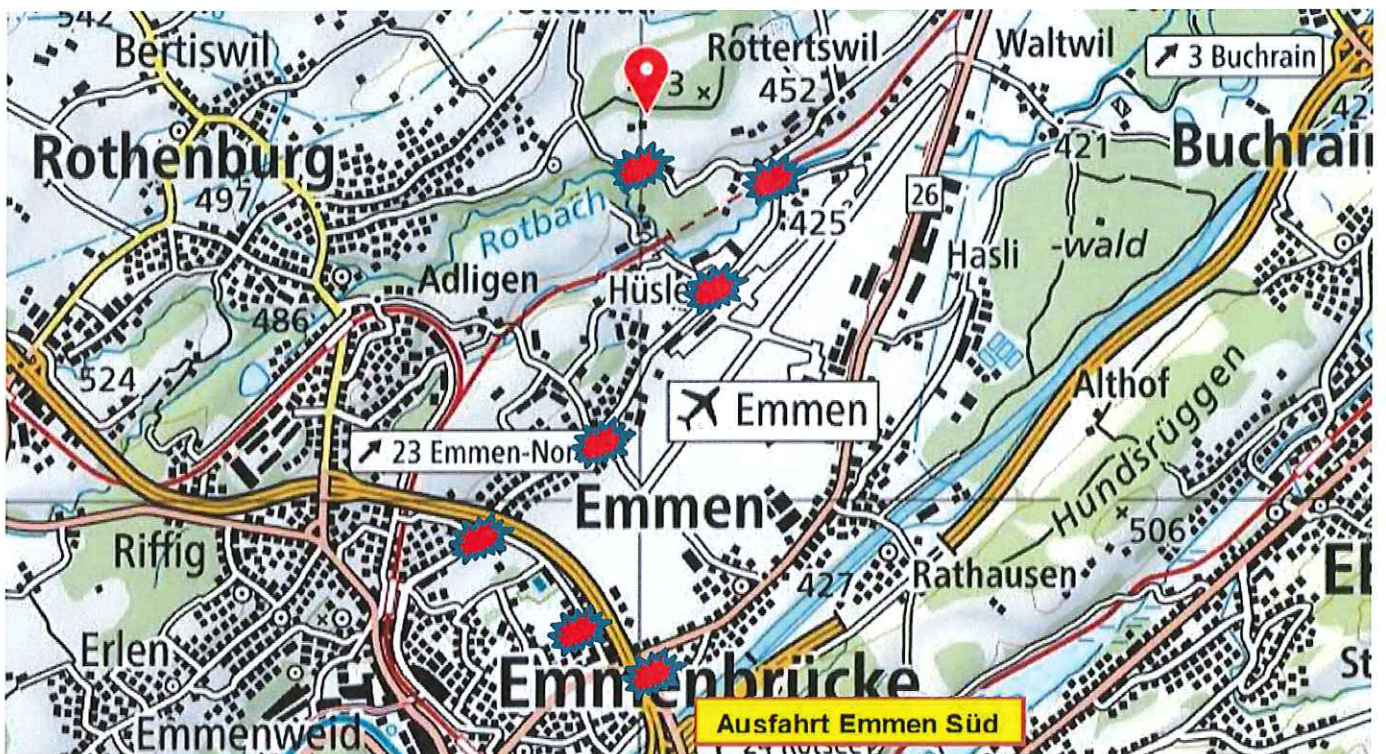 542
Bertiswil
Rottertswil
Waltwil
3 Buchrain
3
452
Rothenburg
421
Buchrain
497
Rotbach
26
425
Hasli
-wald
Adligen
Hüsle
486
524
Althof
Emmen
Hundsrüggen
23 Emmen-Nor
Emmen
506
Riffig
427
Rathausen
Erlen
Emmenbrücke
Ausfahrt Emmen Süd
Emmenweid